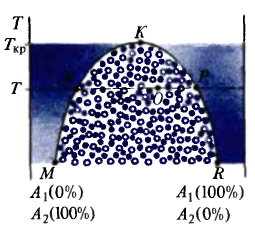 T
K
Tкр
N P
T
O
M R
A₁(0%) A₁(100%)
A₂(100%) A₂(0%)